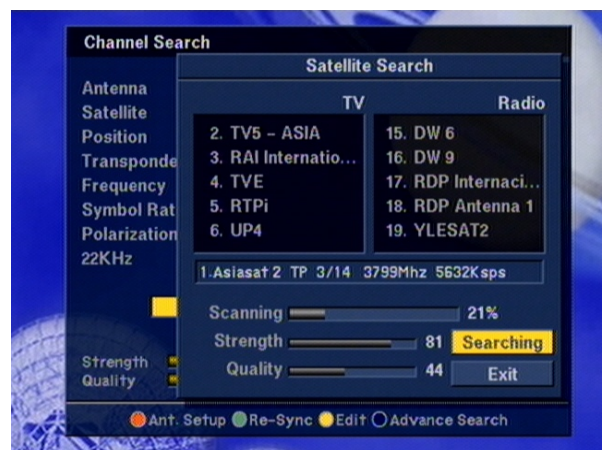 Channel Search
Satellite Search
Antenna
Satellite
Position
Transponde
Frequency
Symbol Rat
Polarization
22KHz
TV
Radio
2. TV5 - ASIA
3. RAI Internatio...
4. TVE
5. RTPi
6. UP4
15. DW 6
16. DW 9
17. RDP Internaci...
18. RDP Antenna 1
19. YLESAT2
1.Asiasat 2 TP 3/14 3799Mhz 5632Ksps
Scanning 21%
Strength 81 Searching
Quality 44 Exit
Strength
Quality
Ant. Setup Re-Sync Edit Advance Search